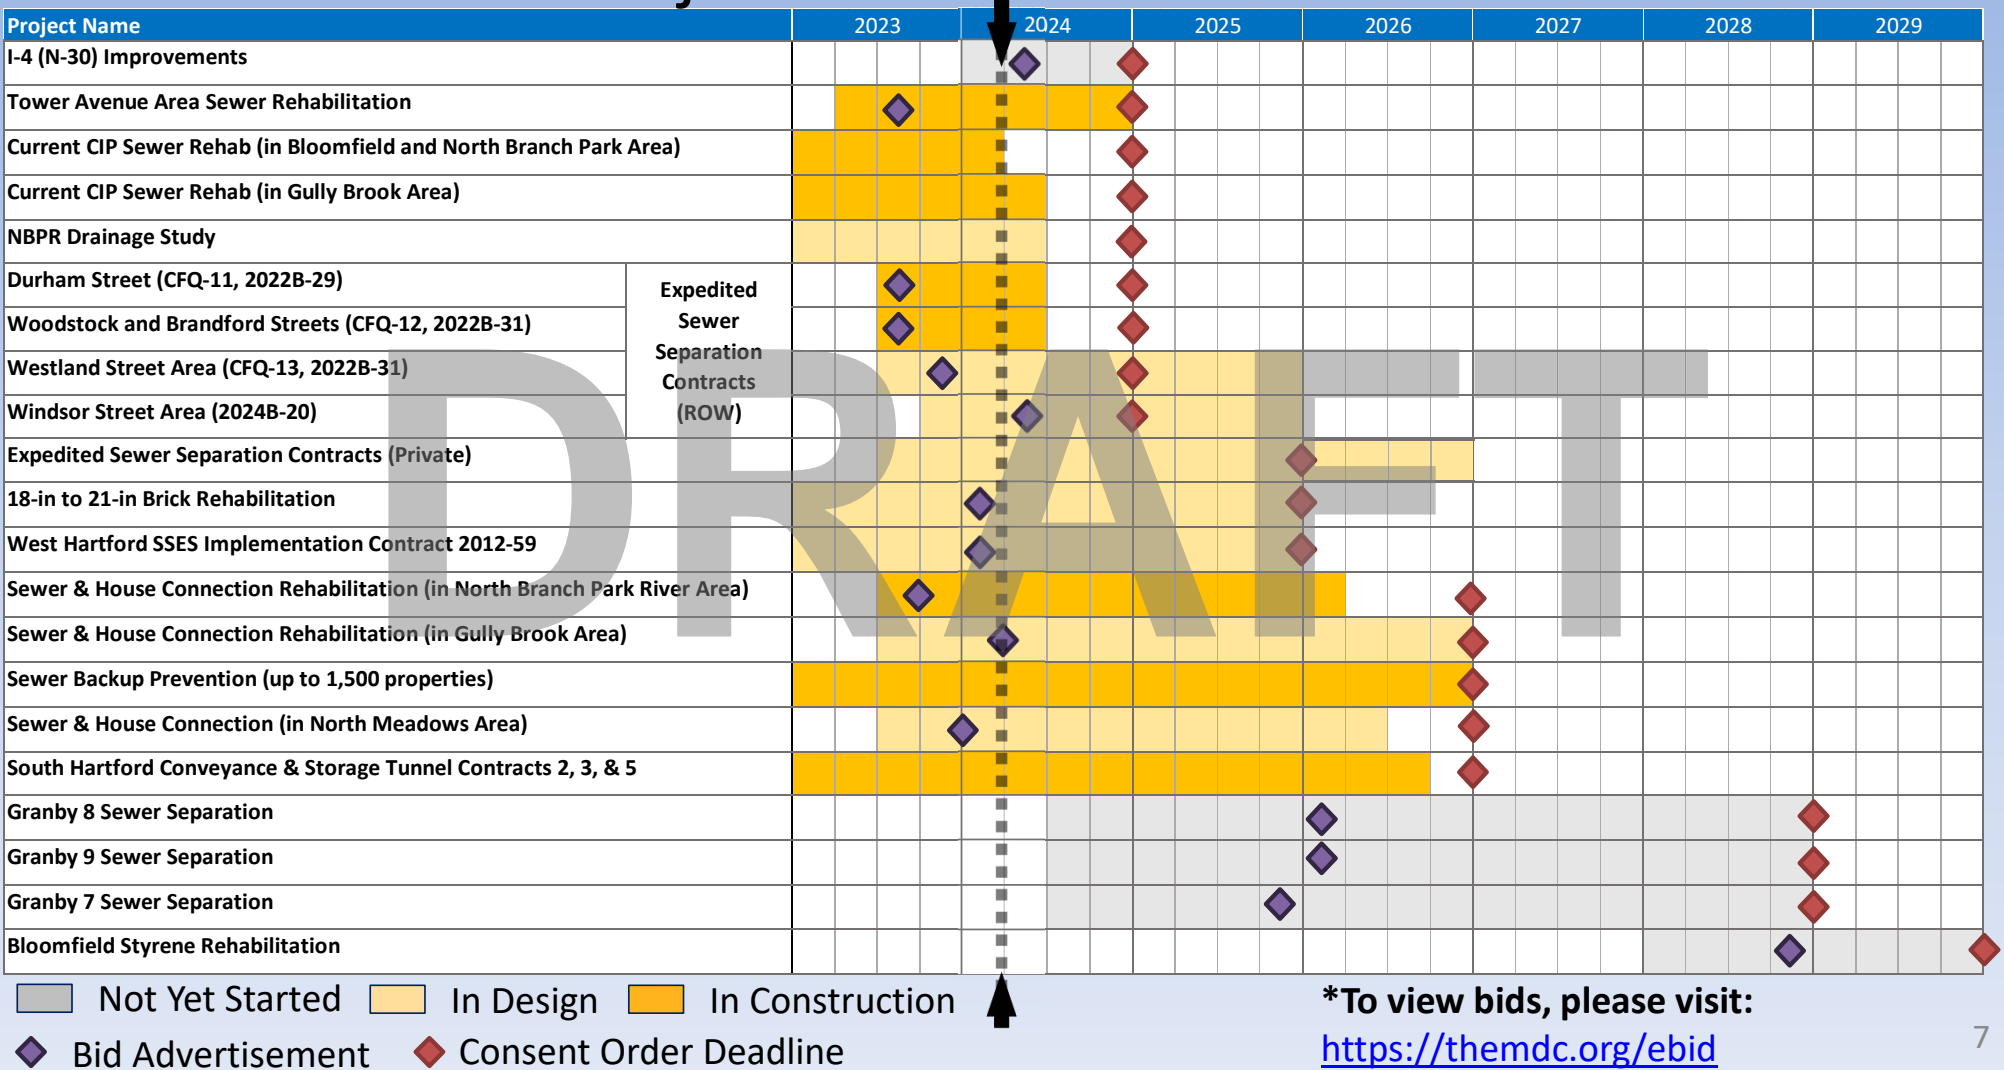 Project Name 2023 2024 2025 2026 2027 2028 2029
I-4 (N-30) Improvements
Tower Avenue Area Sewer Rehabilitation
Current CIP Sewer Rehab (in Bloomfield and North Branch Park Area)
Current CIP Sewer Rehab (in Gully Brook Area)
NBPR Drainage Study
Durham Street (CFQ-11, 2022B-29)
Woodstock and Brandford Streets (CFQ-12, 2022B-31)
Westland Street Area (CFQ-13, 2022B-31)
Windsor Street Area (2024B-20)
Expedited
Sewer
Separation
Contracts
(ROW)
Expedited Sewer Separation Contracts (Private)
18-in to 21-in Brick Rehabilitation
West Hartford SSES Implementation Contract 2012-59
Sewer & House Connection Rehabilitation (in North Branch Park River Area)
Sewer & House Connection Rehabilitation (in Gully Brook Area)
Sewer Backup Prevention (up to 1,500 properties)
Sewer & House Connection (in North Meadows Area)
South Hartford Conveyance & Storage Tunnel Contracts 2, 3, & 5
Granby 8 Sewer Separation
Granby 9 Sewer Separation
Granby 7 Sewer Separation
Bloomfield Styrene Rehabilitation
DRAFT
Not Yet Started In Design In Construction
Bid Advertisement Consent Order Deadline
*To view bids, please visit:
https://themdc.org/ebid
7